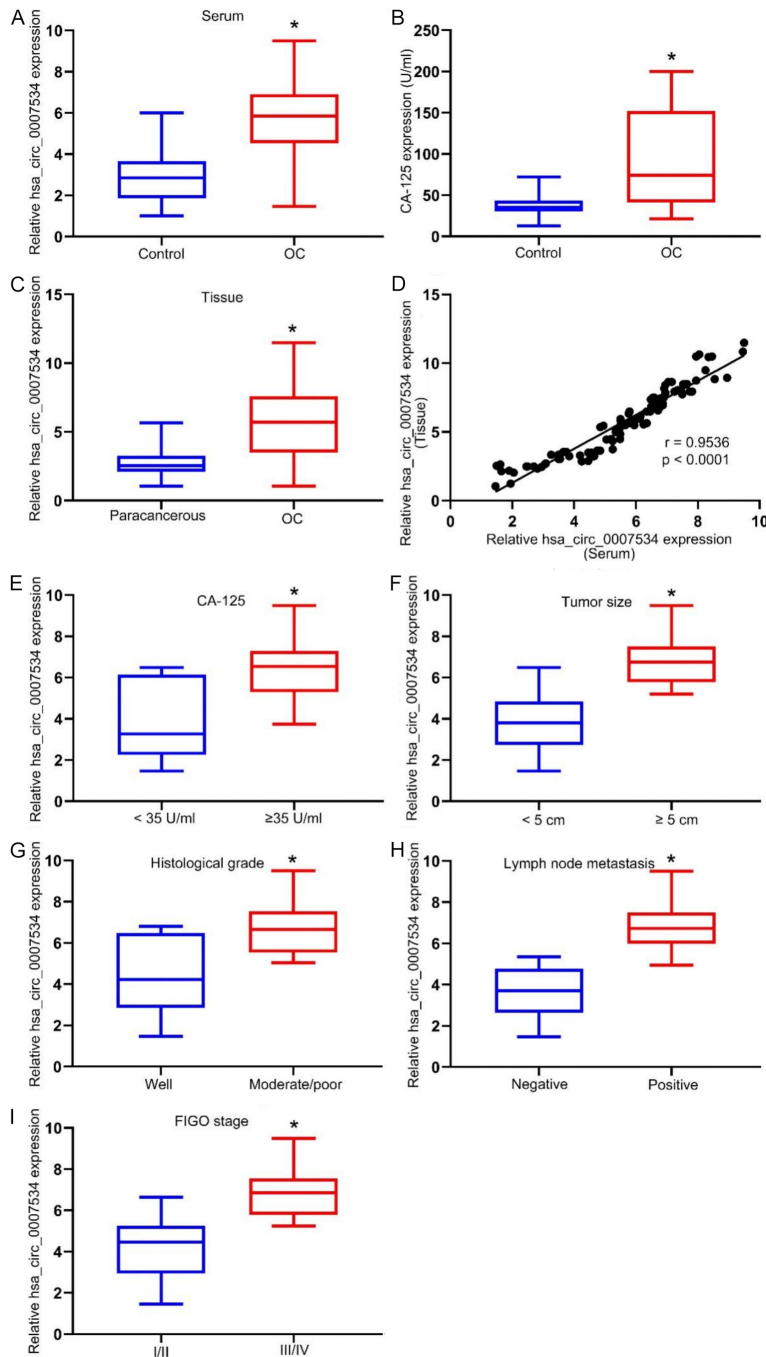 A
Serum
Relative hsa_circ_0007534 expression
10
8
6
4
2
0
*
Control
OC
B
CA-125 expression (U/ml)
250
200
150
100
50
0
*
Control
OC
C
Tissue
Relative hsa_circ_0007534 expression
15
10
5
0
*
Paracancerous
OC
D
Relative hsa_circ_0007534 expression
(Tissue)
15
10
5
0
r = 0.9536
p < 0.0001
0 2 4 6 8 10
Relative hsa_circ_0007534 expression
(Serum)
E
CA-125
Relative hsa_circ_0007534 expression
10
8
6
4
2
0
*
< 35 U/ml
≥35 U/ml
F
Tumor size
Relative hsa_circ_0007534 expression
10
8
6
4
2
0
*
< 5 cm
≥ 5 cm
G
Histological grade
Relative hsa_circ_0007534 expression
10
8
6
4
2
0
*
Well
Moderate/poor
H
Lymph node metastasis
Relative hsa_circ_0007534 expression
10
8
6
4
2
0
*
Negative
Positive
I
FIGO stage
Relative hsa_circ_0007534 expression
10
8
6
4
2
0
*
I/II
III/IV